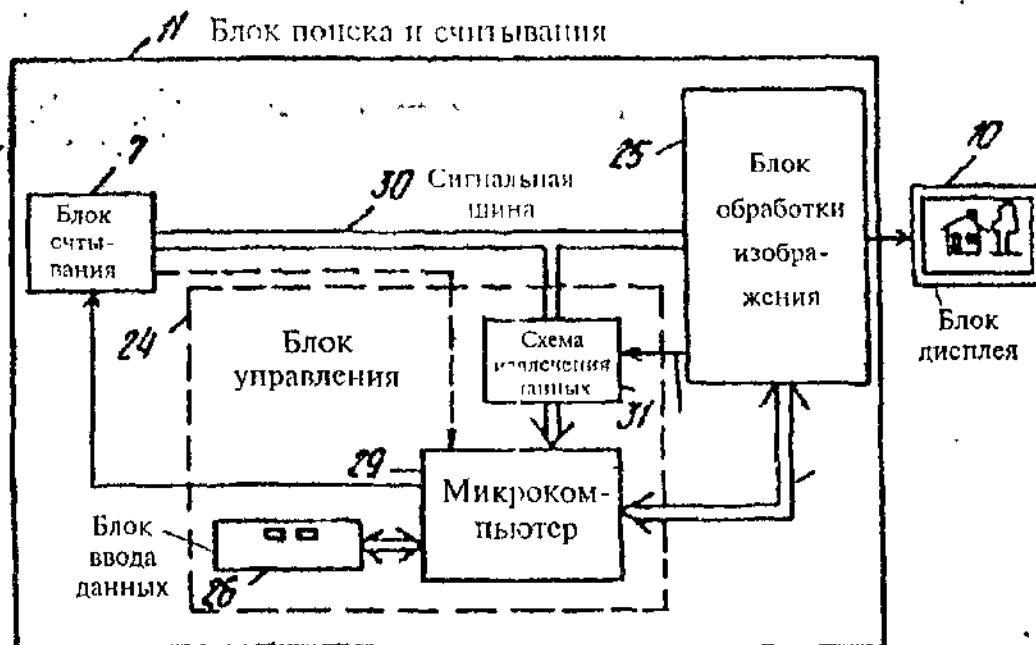 11 Блок поиска и считывания
7
Блок
счты-
вания
30 Сигнальная
шина
25
Блок
обработки
изобра-
жения
10
Блок
дисплея
24
Блок
управления
Схема
извлечения
данных
31
29
Микроком-
пьютер
Блок
ввода
данных
26